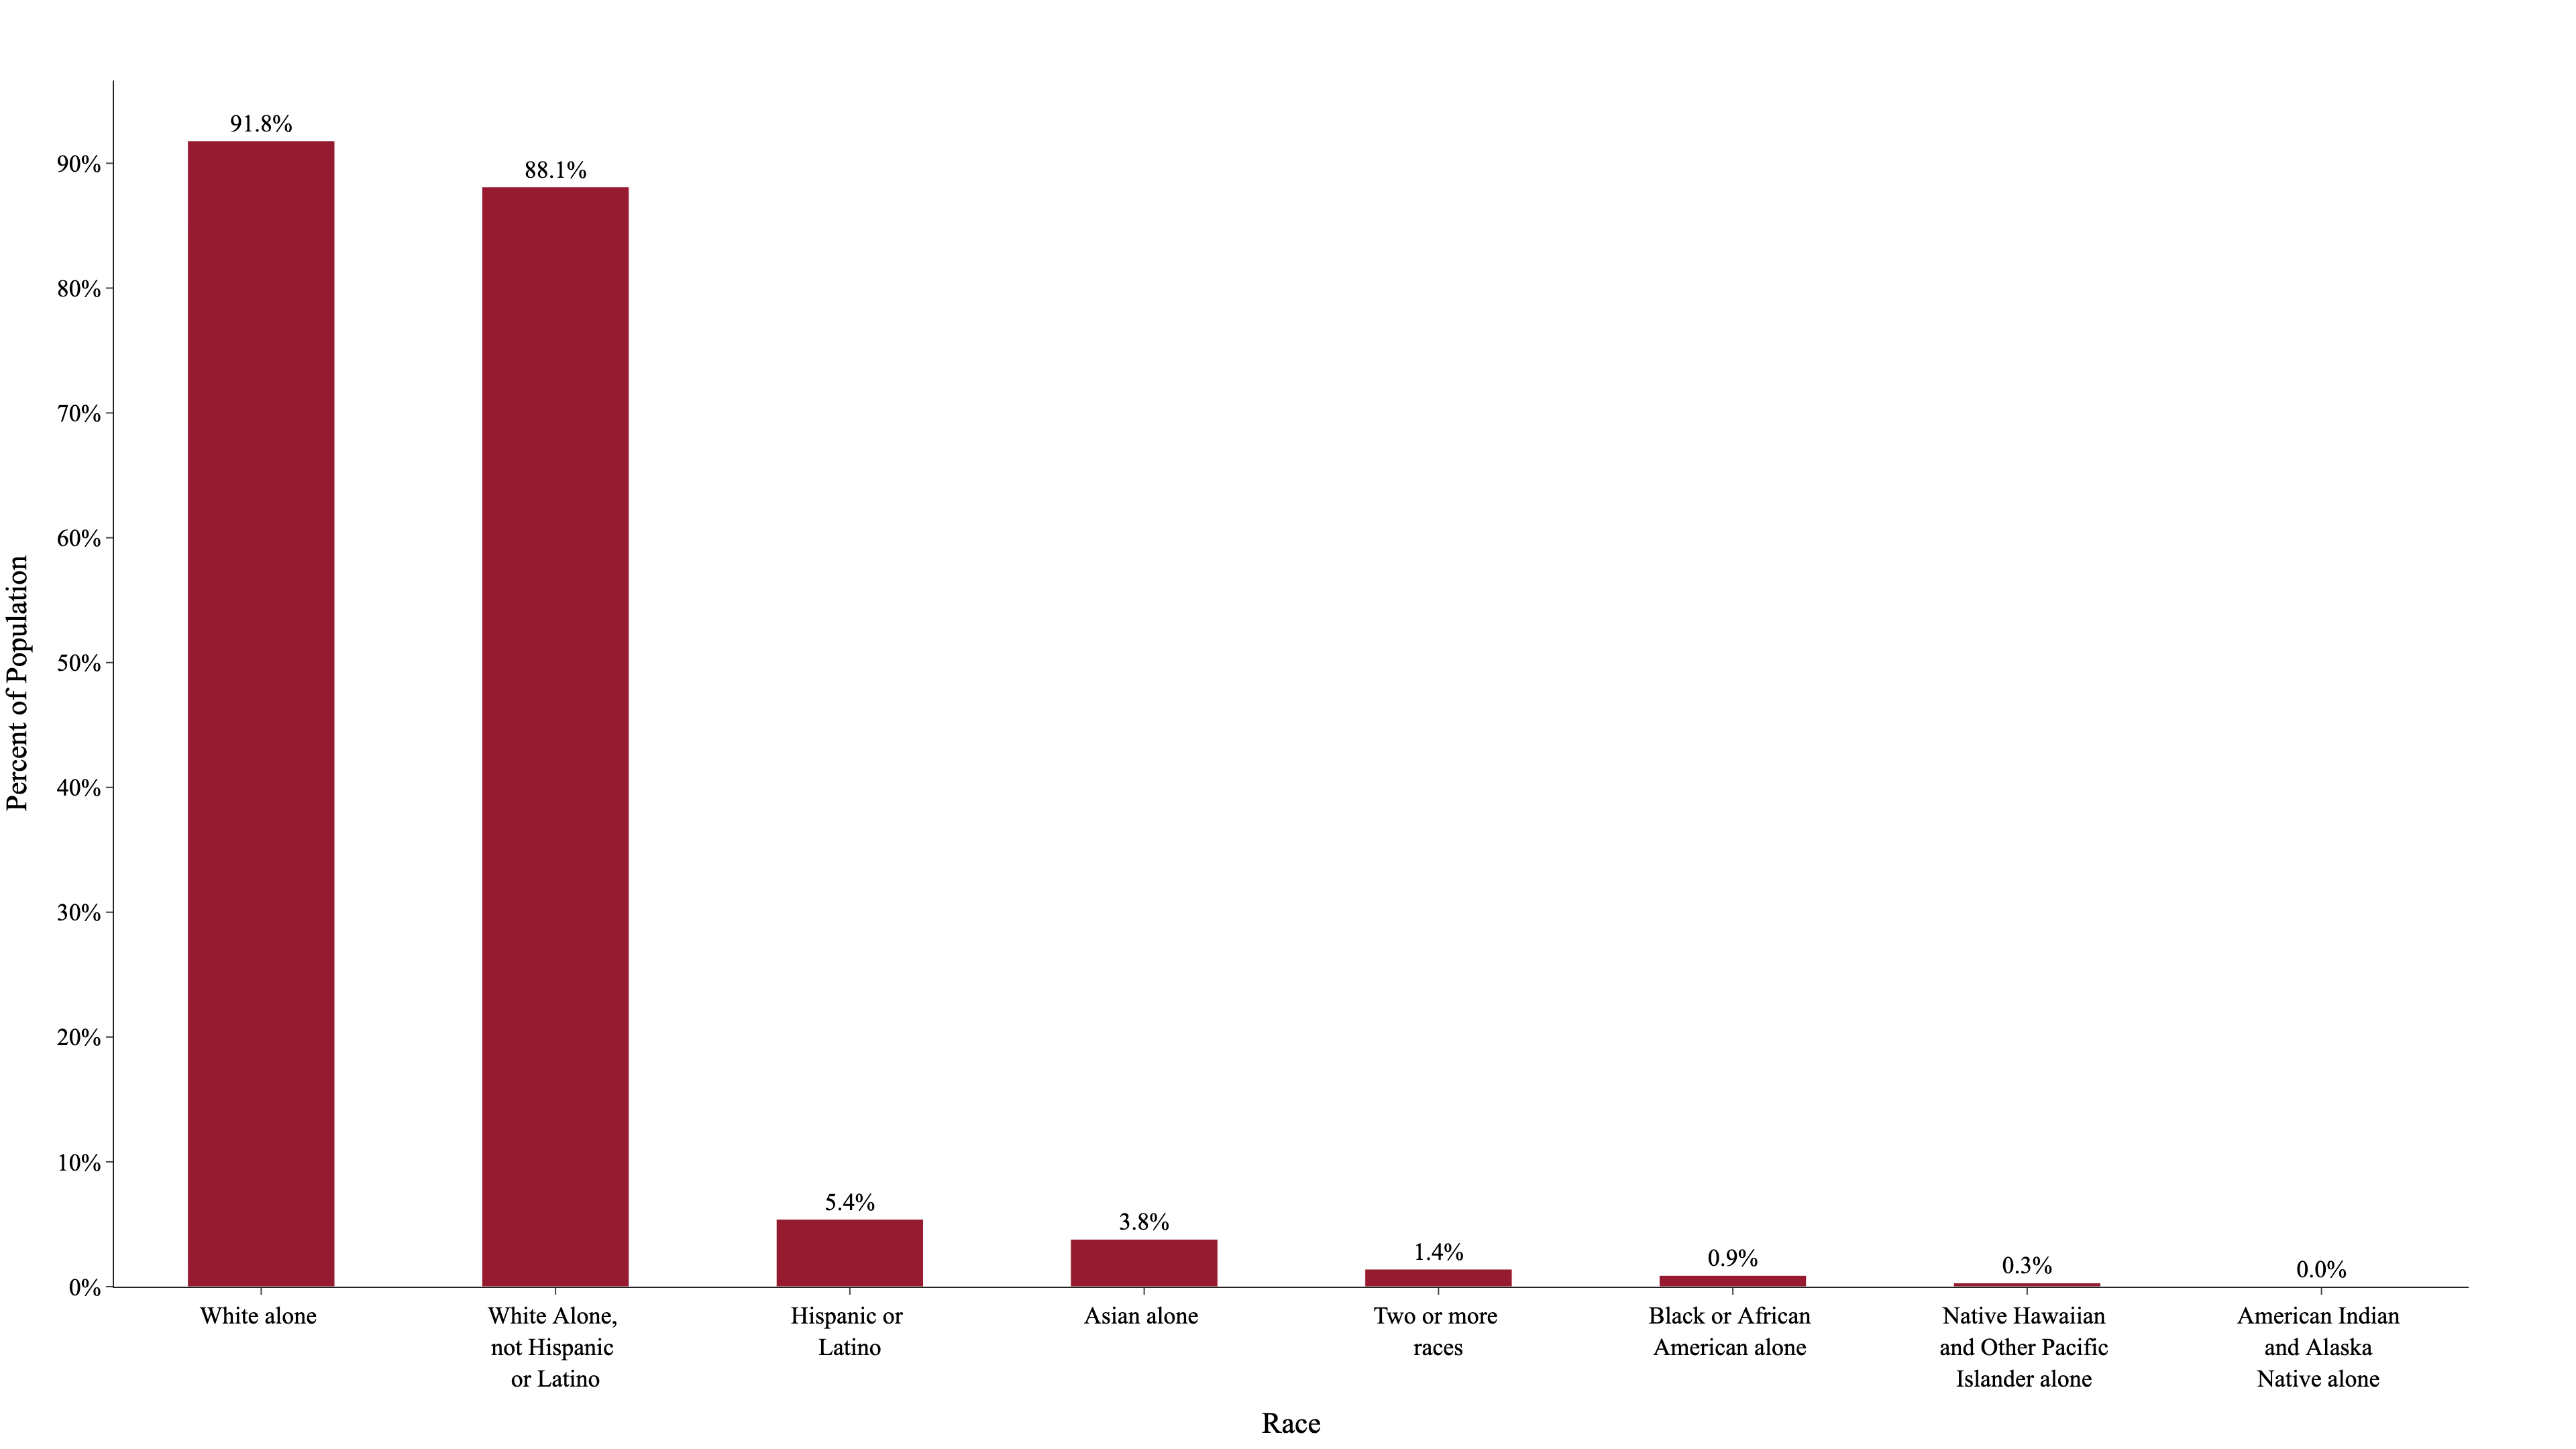 91.8%
88.1%
5.4%
3.8%
1.4%
0.9%
0.3%
0.0%
90%
80%
70%
60%
50%
40%
30%
20%
10%
0%
Percent of Population
White alone
White Alone,
not Hispanic
or Latino
Hispanic or
Latino
Asian alone
Two or more
races
Black or African
American alone
Native Hawaiian
and Other Pacific
Islander alone
American Indian
and Alaska
Native alone
Race